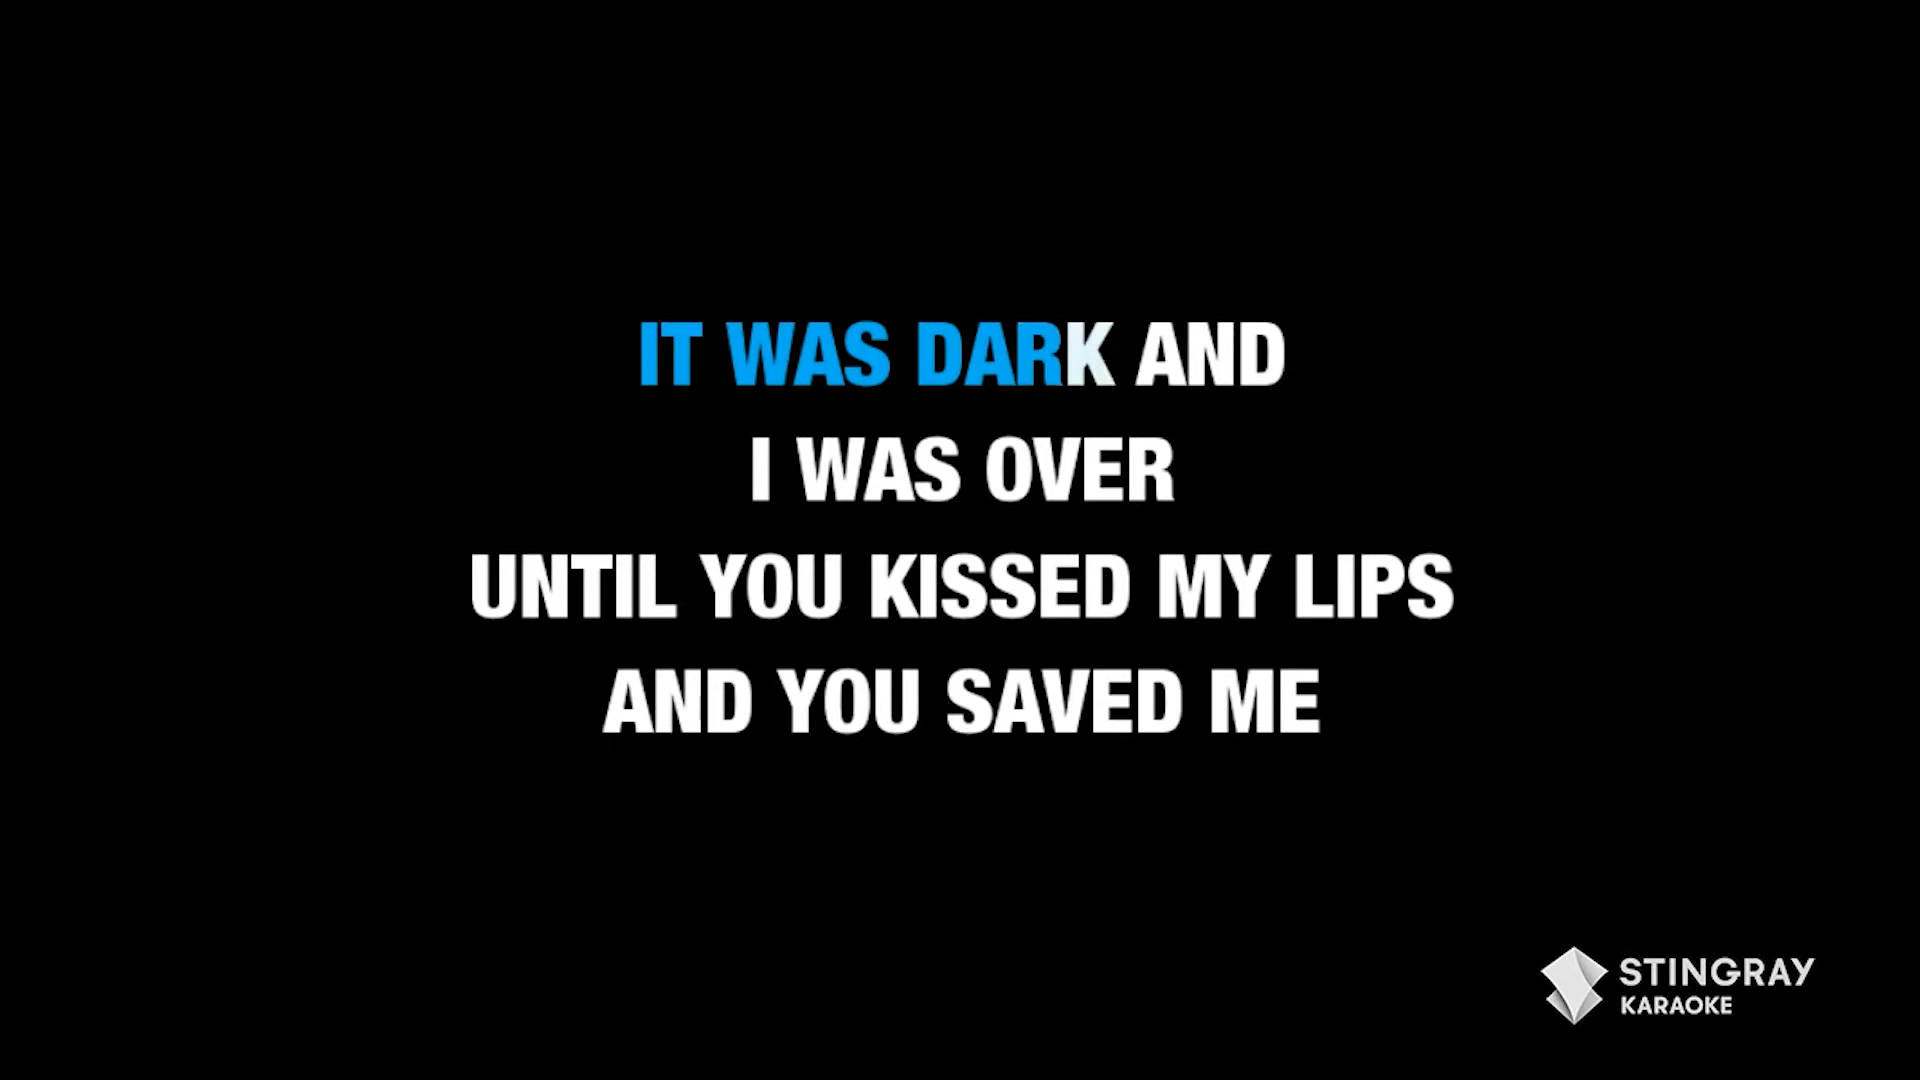 IT WAS DARK AND
I WAS OVER
UNTIL YOU KISSED MY LIPS
AND YOU SAVED ME
STINGRAY
KARAOKE